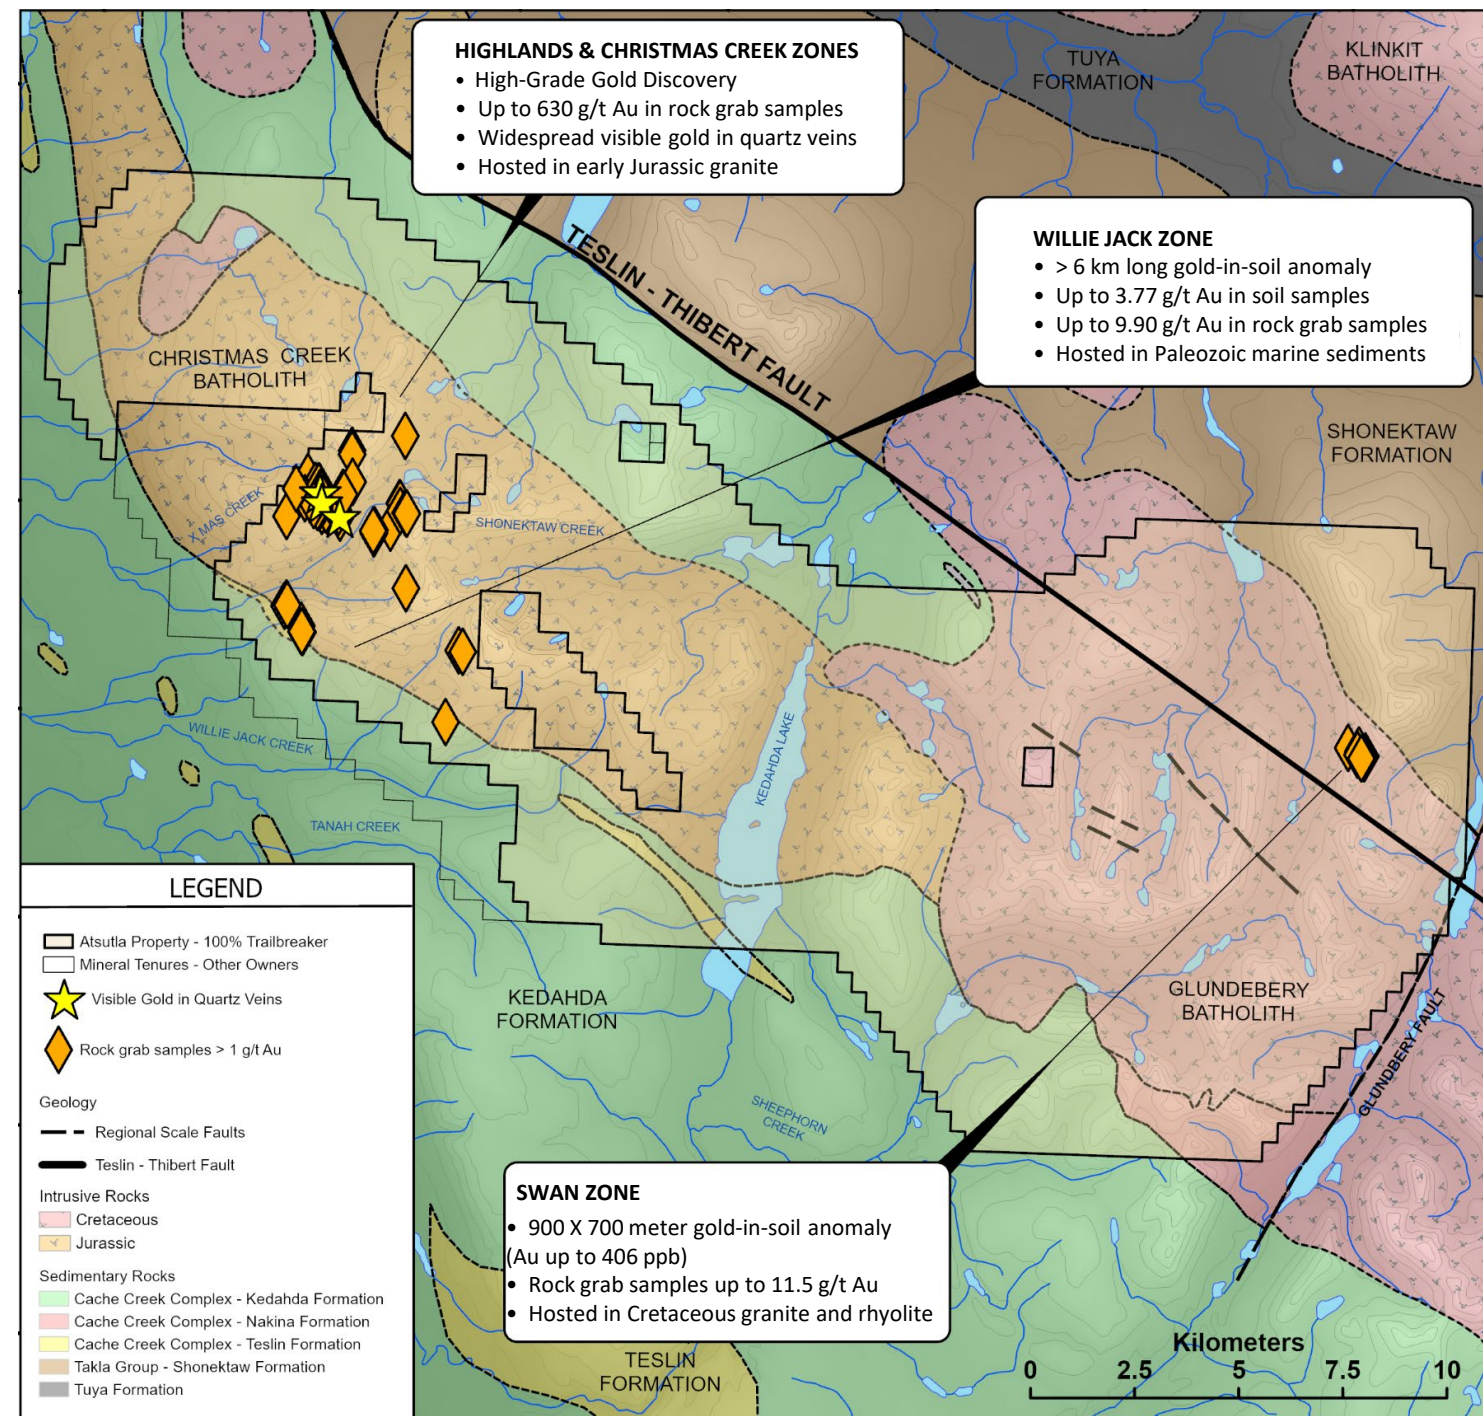 HIGHLANDS & CHRISTMAS CREEK ZONES
• High-Grade Gold Discovery
• Up to 630 g/t Au in rock grab samples
• Widespread visible gold in quartz veins
• Hosted in early Jurassic granite
TUYA
FORMATION
KLINKIT
BATHOLITH
WILLIE JACK ZONE
• > 6 km long gold-in-soil anomaly
• Up to 3.77 g/t Au in soil samples
• Up to 9.90 g/t Au in rock grab samples
• Hosted in Paleozoic marine sediments
TESLIN - THIBERT FAULT
CHRISTMAS CREEK
BATHOLITH
SHONEKTAW
FORMATION
X MAS CREEK
SHONEKTAW CREEK
WILLIE JACK CREEK
KEDAHDA LAKE
TANAH CREEK
KEDAHDA
FORMATION
GLUNDEBERY
BATHOLITH
GLUNDBERY FAULT
SHEEPHORN
CREEK
SWAN ZONE
• 900 X 700 meter gold-in-soil anomaly
(Au up to 406 ppb)
• Rock grab samples up to 11.5 g/t Au
• Hosted in Cretaceous granite and rhyolite
TESLIN
FORMATION
Kilometers
0 2.5 5 7.5 10
LEGEND
Atsutla Property - 100% Trailbreaker
Mineral Tenures - Other Owners
Visible Gold in Quartz Veins
Rock grab samples > 1 g/t Au
Geology
Regional Scale Faults
Teslin - Thibert Fault
Intrusive Rocks
Cretaceous
Jurassic
Sedimentary Rocks
Cache Creek Complex - Kedahda Formation
Cache Creek Complex - Nakina Formation
Cache Creek Complex - Teslin Formation
Takla Group - Shonektaw Formation
Tuya Formation